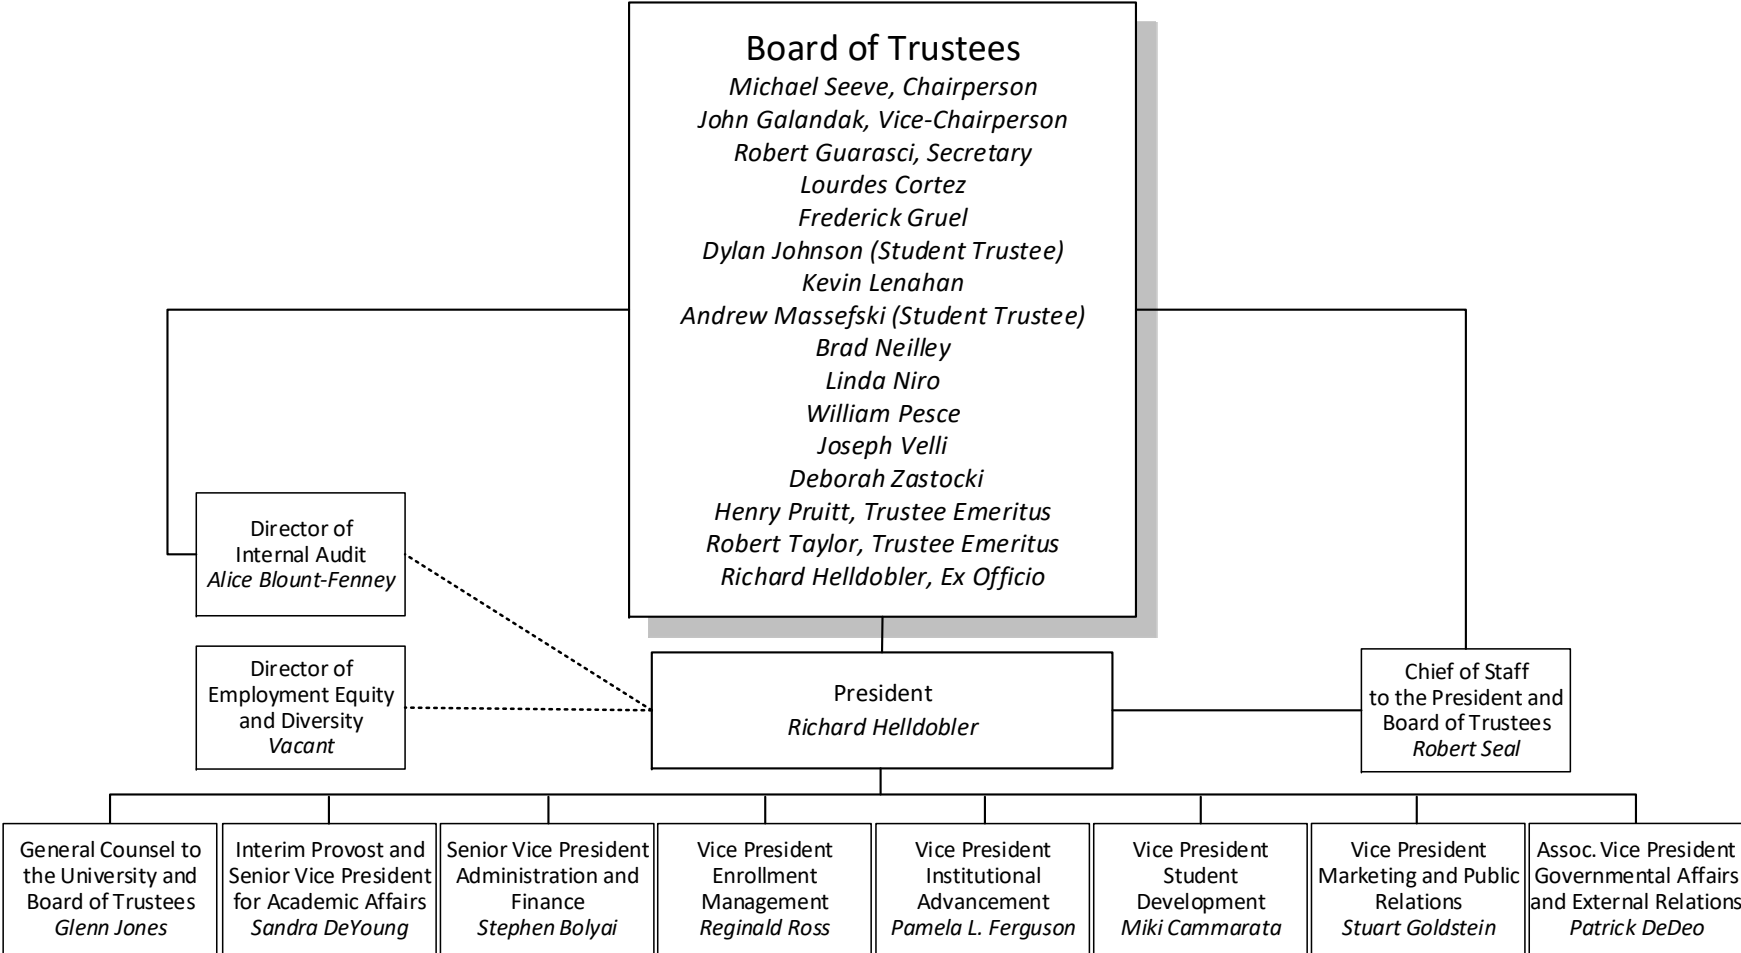 Board of Trustees
Michael Seeve, Chairperson
John Galandak, Vice-Chairperson
Robert Guarasci, Secretary
Lourdes Cortez
Frederick Gruel
Dylan Johnson (Student Trustee)
Kevin Lenahan
Andrew Massefski (Student Trustee)
Brad Neilley
Linda Niro
William Pesce
Joseph Velli
Deborah Zastocki
Henry Pruitt, Trustee Emeritus
Robert Taylor, Trustee Emeritus
Richard Helldobler, Ex Officio
Director of
Internal Audit
Alice Blount-Fenney
Director of
Employment Equity
and Diversity
Vacant
President
Richard Helldobler
Chief of Staff
to the President and
Board of Trustees
Robert Seal
General Counsel to
the University and
Board of Trustees
Glenn Jones
Interim Provost and
Senior Vice President
for Academic Affairs
Sandra DeYoung
Senior Vice President
Administration and
Finance
Stephen Bolyai
Vice President
Enrollment
Management
Reginald Ross
Vice President
Institutional
Advancement
Pamela L. Ferguson
Vice President
Student
Development
Miki Cammarata
Vice President
Marketing and Public
Relations
Stuart Goldstein
Assoc. Vice President
Governmental Affairs
and External Relations
Patrick DeDeo